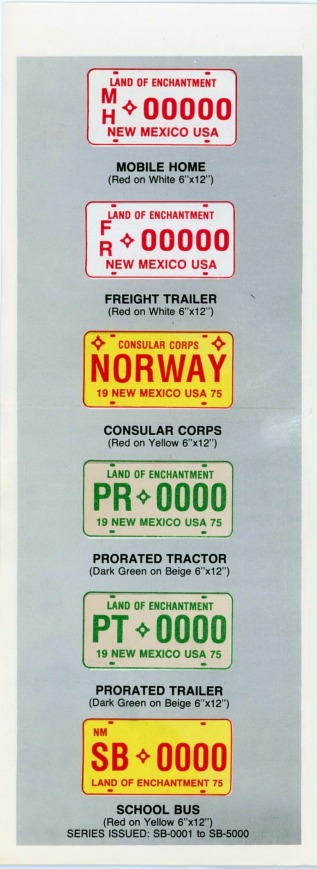 LAND OF ENCHANTMENT
MH 00000
NEW MEXICO USA
MOBILE HOME
(Red on White 6"x12")
LAND OF ENCHANTMENT
FR 00000
NEW MEXICO USA
FREIGHT TRAILER
(Red on White 6"x12")
CONSULAR CORPS
NORWAY
19 NEW MEXICO USA 75
CONSULAR CORPS
(Red on Yellow 6"x12")
LAND OF ENCHANTMENT
PR 0000
19 NEW MEXICO USA 75
PRORATED TRACTOR
(Dark Green on Beige 6"x12")
LAND OF ENCHANTMENT
PT 0000
19 NEW MEXICO USA 75
PRORATED TRAILER
(Dark Green on Beige 6"x12")
NM
SB 0000
LAND OF ENCHANTMENT 75
SCHOOL BUS
(Red on Yellow 6"x12")
SERIES ISSUED: SB-0001 to SB-5000